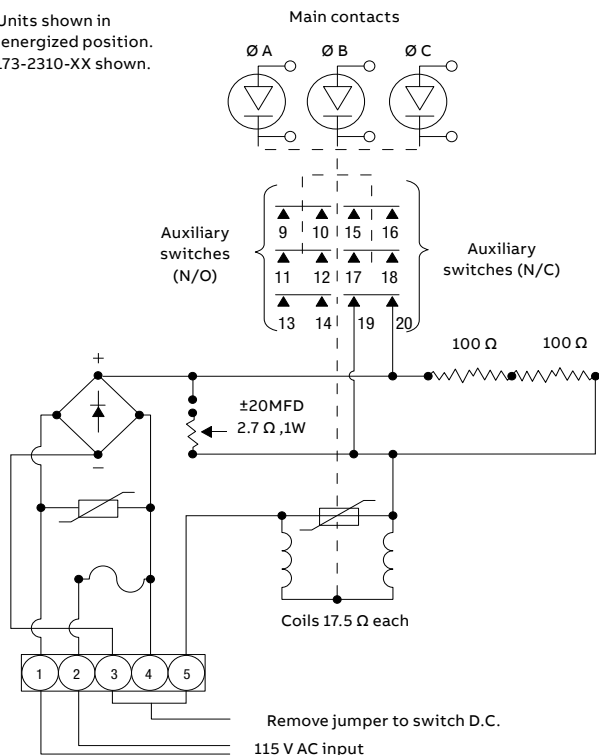 Units shown in
energized position.
173-2310-XX shown.
Main contacts
Ø A
Ø B
Ø C
Auxiliary
switches
(N/O)
9 10 15 16
11 12 17 18
13 14 19 20
Auxiliary
switches (N/C)
100 Ω 100 Ω
+
±20MFD
2.7 Ω ,1W
−
Coils 17.5 Ω each
1 2 3 4 5
Remove jumper to switch D.C.
115 V AC input